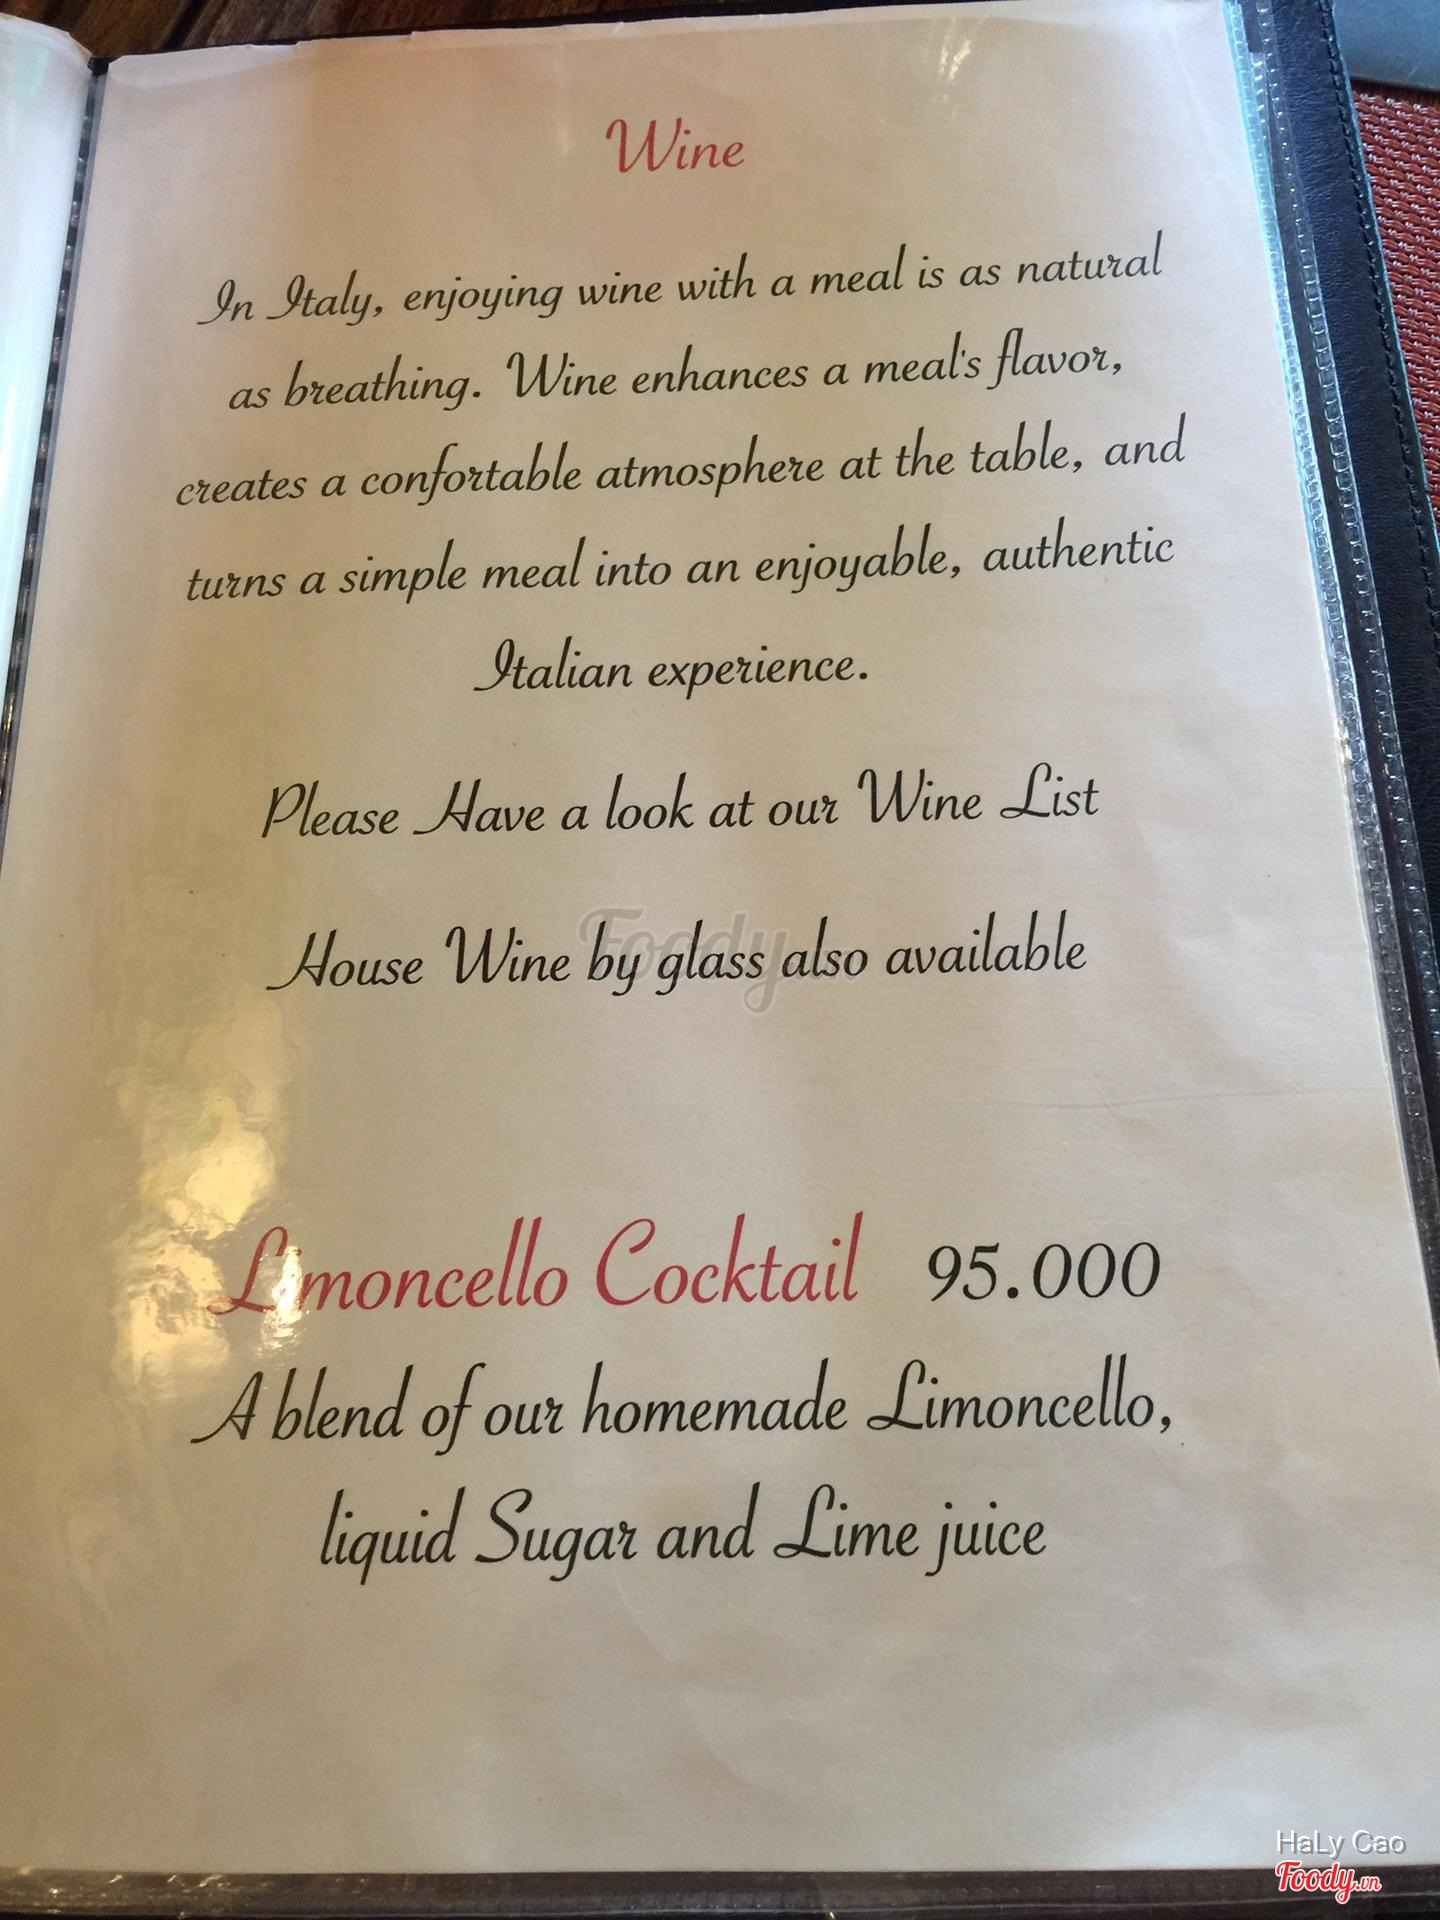 Wine
In Italy, enjoying wine with a meal is as natural
as breathing. Wine enhances a meal's flavor,
creates a confortable atmosphere at the table, and
turns a simple meal into an enjoyable, authentic
Italian experience.
Please Have a look at our Wine List
House Wine by glass also available
Foody.vn
Limoncello Cocktail 95.000
A blend of our homemade Limoncello,
liquid Sugar and Lime juice
HaLy Cao
Foody.vn